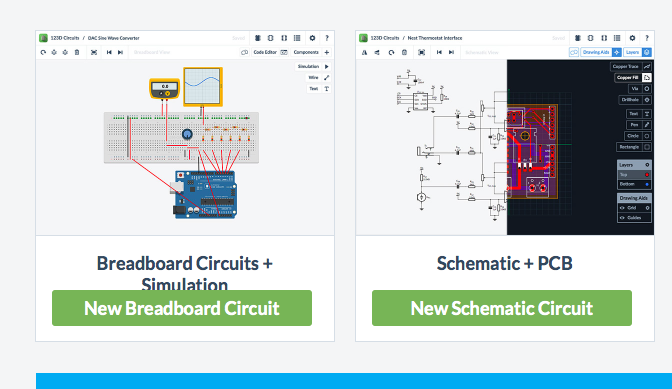 123D Circuits / DAC Sine Wave Converter
Saved
Breadboard View
Code Editor
Components
Simulation
Wire
Text
0.0
Breadboard Circuits +
Simulation
New Breadboard Circuit
123D Circuits / Nest Thermostat Interface
Saved
Schematic View
Drawing Aids
Layers
Copper Trace
Copper Fill
Via
Drillhole
Text
Pen
Circle
Rectangle
Layers
Top
Bottom
Drawing Aids
Grid
Guides
Schematic + PCB
New Schematic Circuit